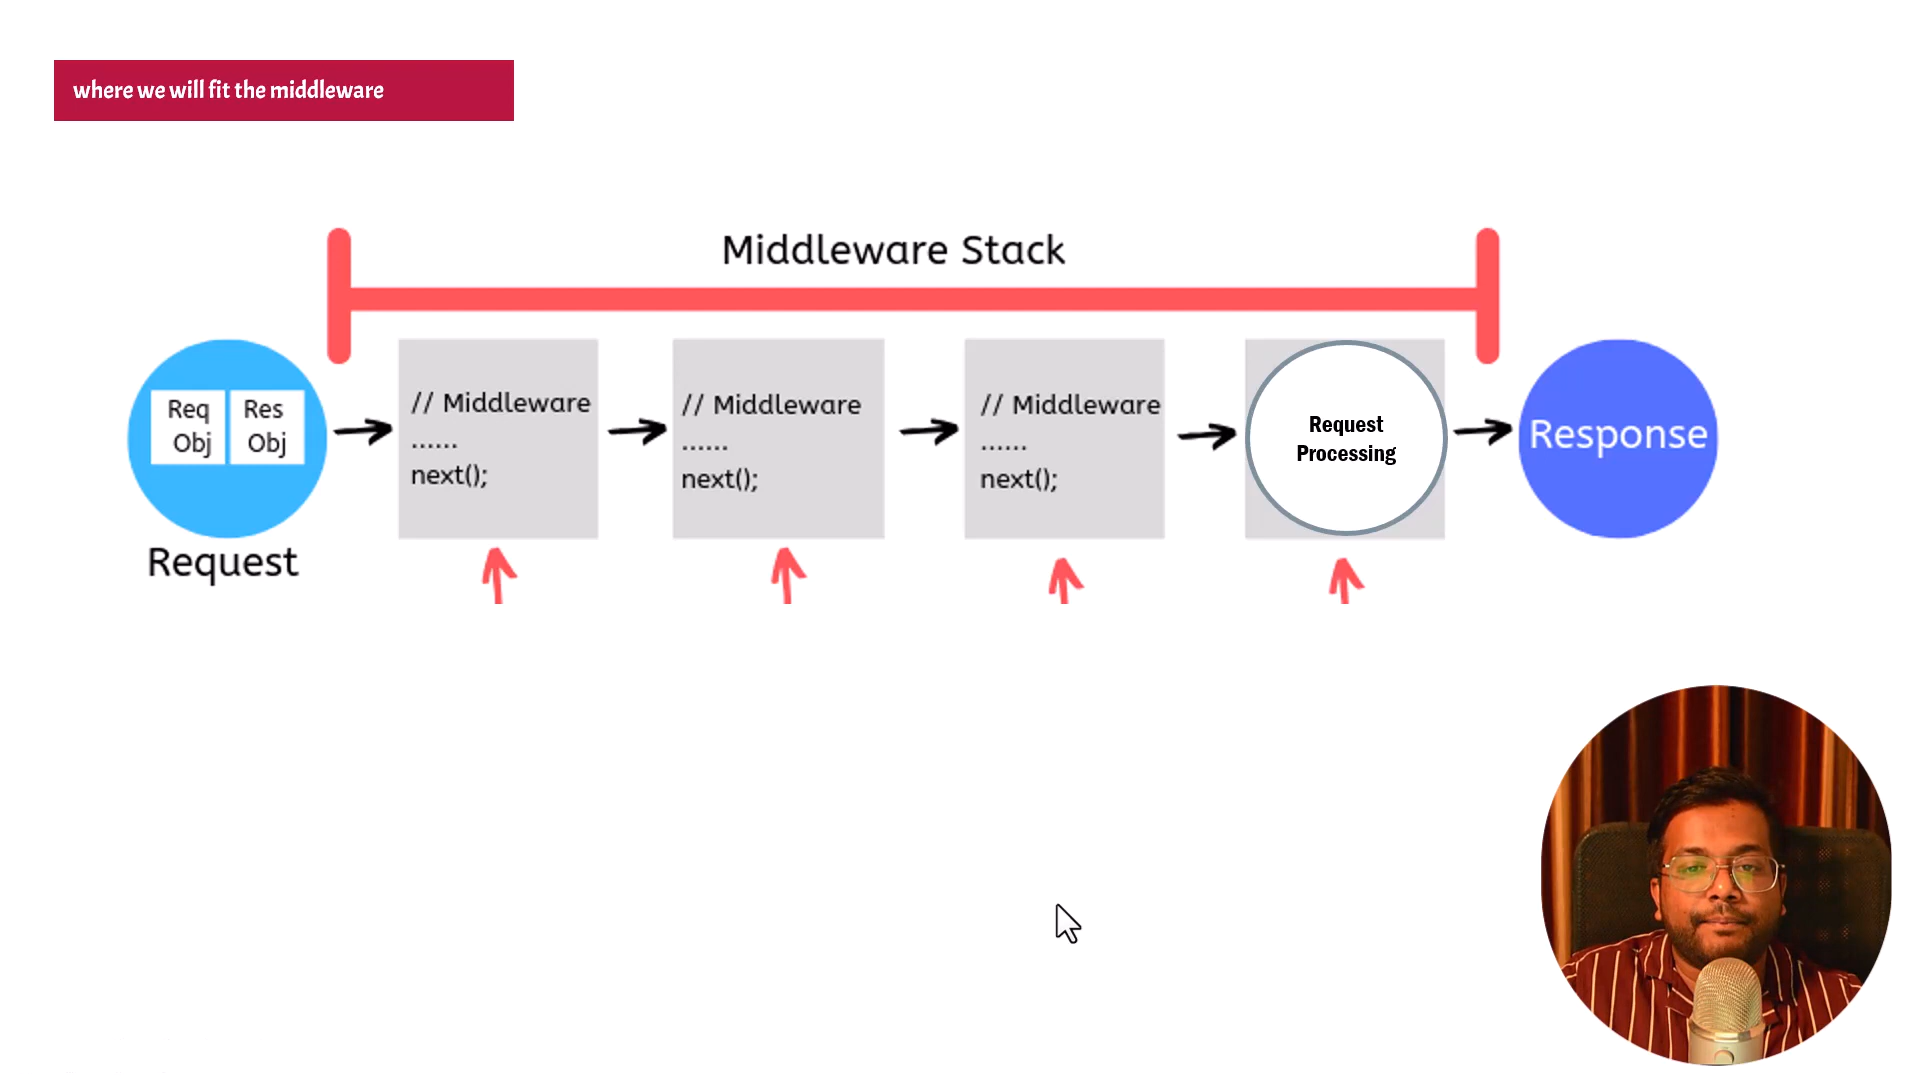 where we will fit the middleware
Middleware Stack
Req
Obj
Res
Obj
Request
// Middleware
......
next();
// Middleware
......
next();
// Middleware
......
next();
Request
Processing
Response